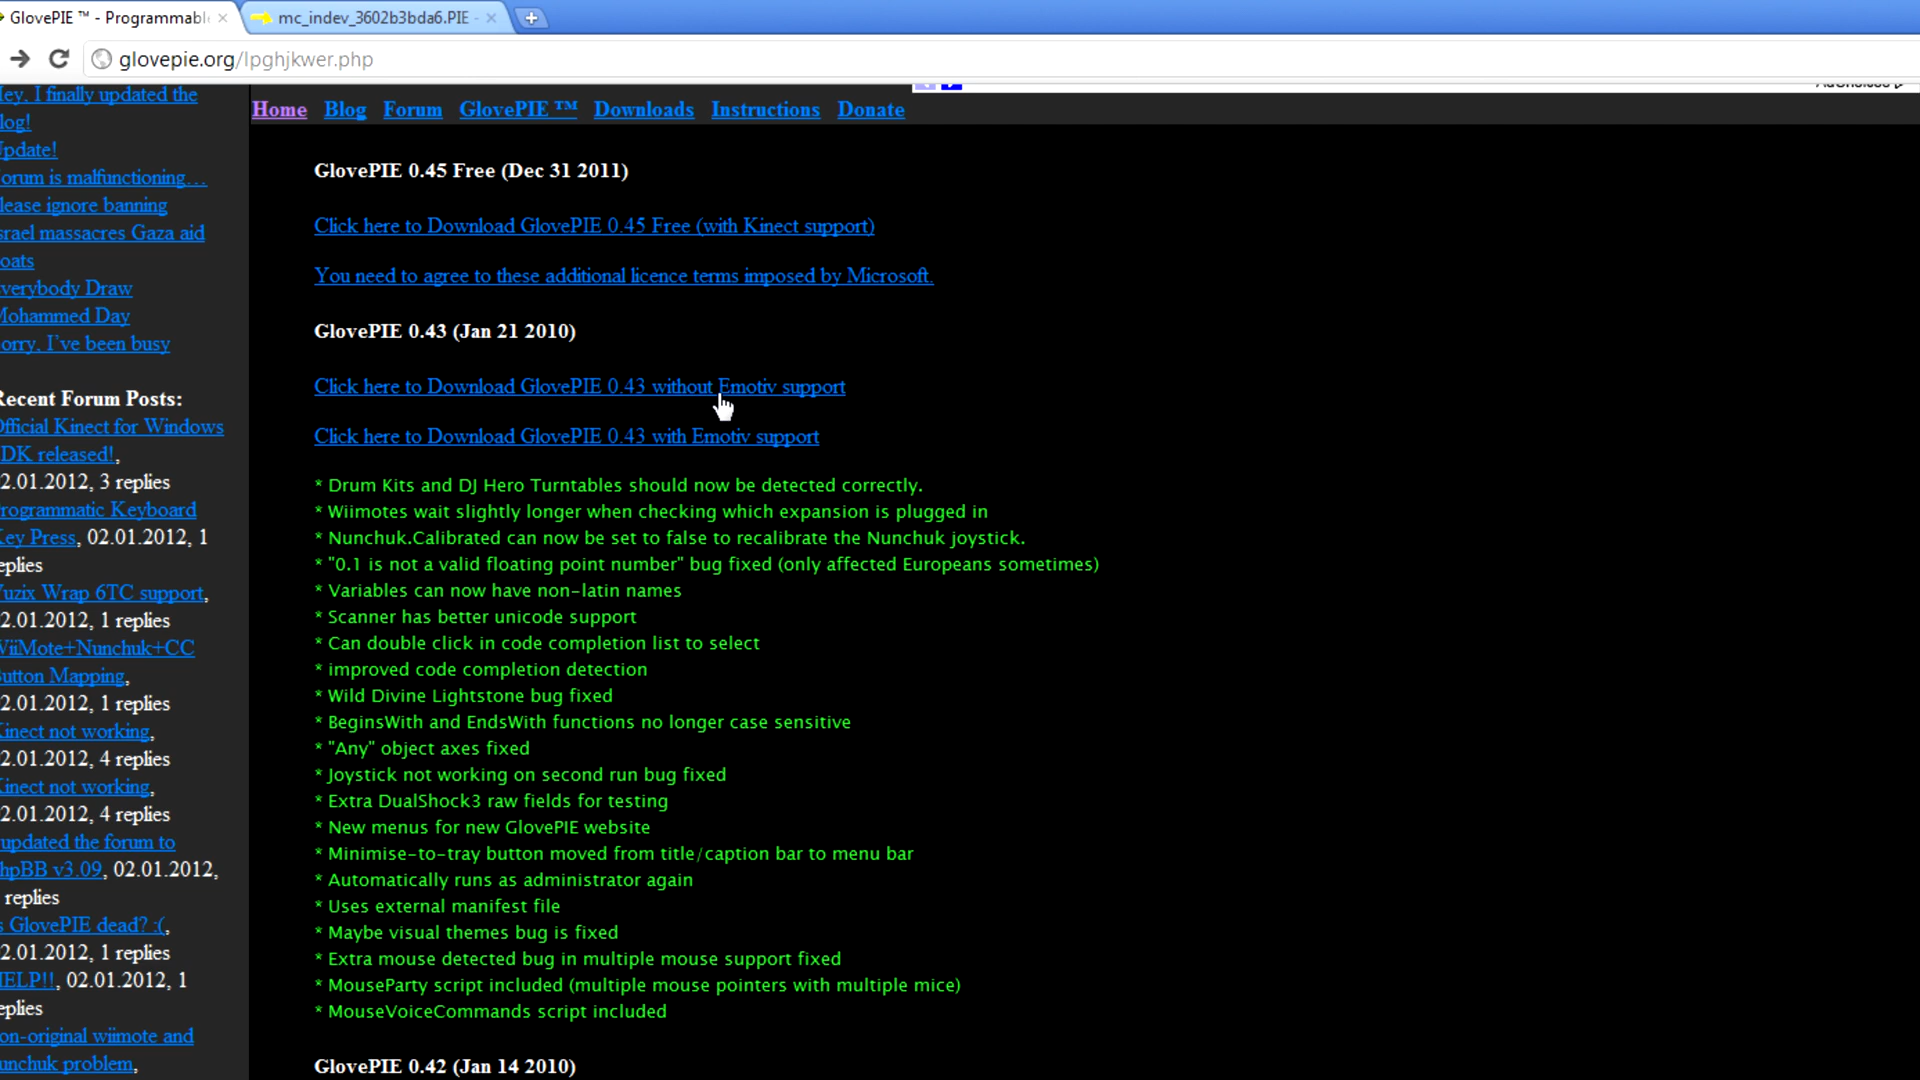 GlovePIE ™ - Programmabl
mc_indev_3602b3bda6.PIE -
glovepie.org/lpghjkwer.php
AdChoices
Home Blog Forum GlovePIE ™ Downloads Instructions Donate
Hey, I finally updated the
log!
Update!
orum is malfunctioning…
lease ignore banning
srael massacres Gaza aid
oats
verybody Draw
Mohammed Day
orry, I've been busy
Recent Forum Posts:
Official Kinect for Windows
DK released!,
2.01.2012, 3 replies
rogrammatic Keyboard
Key Press, 02.01.2012, 1
eplies
Vuzix Wrap 6TC support,
2.01.2012, 1 replies
WiiMote+Nunchuk+CC
Button Mapping,
2.01.2012, 1 replies
Kinect not working,
2.01.2012, 4 replies
Kinect not working,
2.01.2012, 4 replies
updated the forum to
phpBB v3.09, 02.01.2012,
replies
s GlovePIE dead? :(,
2.01.2012, 1 replies
HELP!!, 02.01.2012, 1
eplies
on-original wiimote and
unchuk problem,
GlovePIE 0.45 Free (Dec 31 2011)
Click here to Download GlovePIE 0.45 Free (with Kinect support)
You need to agree to these additional licence terms imposed by Microsoft.
GlovePIE 0.43 (Jan 21 2010)
Click here to Download GlovePIE 0.43 without Emotiv support
Click here to Download GlovePIE 0.43 with Emotiv support
* Drum Kits and DJ Hero Turntables should now be detected correctly.
* Wiimotes wait slightly longer when checking which expansion is plugged in
* Nunchuk.Calibrated can now be set to false to recalibrate the Nunchuk joystick.
* "0.1 is not a valid floating point number" bug fixed (only affected Europeans sometimes)
* Variables can now have non-latin names
* Scanner has better unicode support
* Can double click in code completion list to select
* improved code completion detection
* Wild Divine Lightstone bug fixed
* BeginsWith and EndsWith functions no longer case sensitive
* "Any" object axes fixed
* Joystick not working on second run bug fixed
* Extra DualShock3 raw fields for testing
* New menus for new GlovePIE website
* Minimise-to-tray button moved from title/caption bar to menu bar
* Automatically runs as administrator again
* Uses external manifest file
* Maybe visual themes bug is fixed
* Extra mouse detected bug in multiple mouse support fixed
* MouseParty script included (multiple mouse pointers with multiple mice)
* MouseVoiceCommands script included
GlovePIE 0.42 (Jan 14 2010)